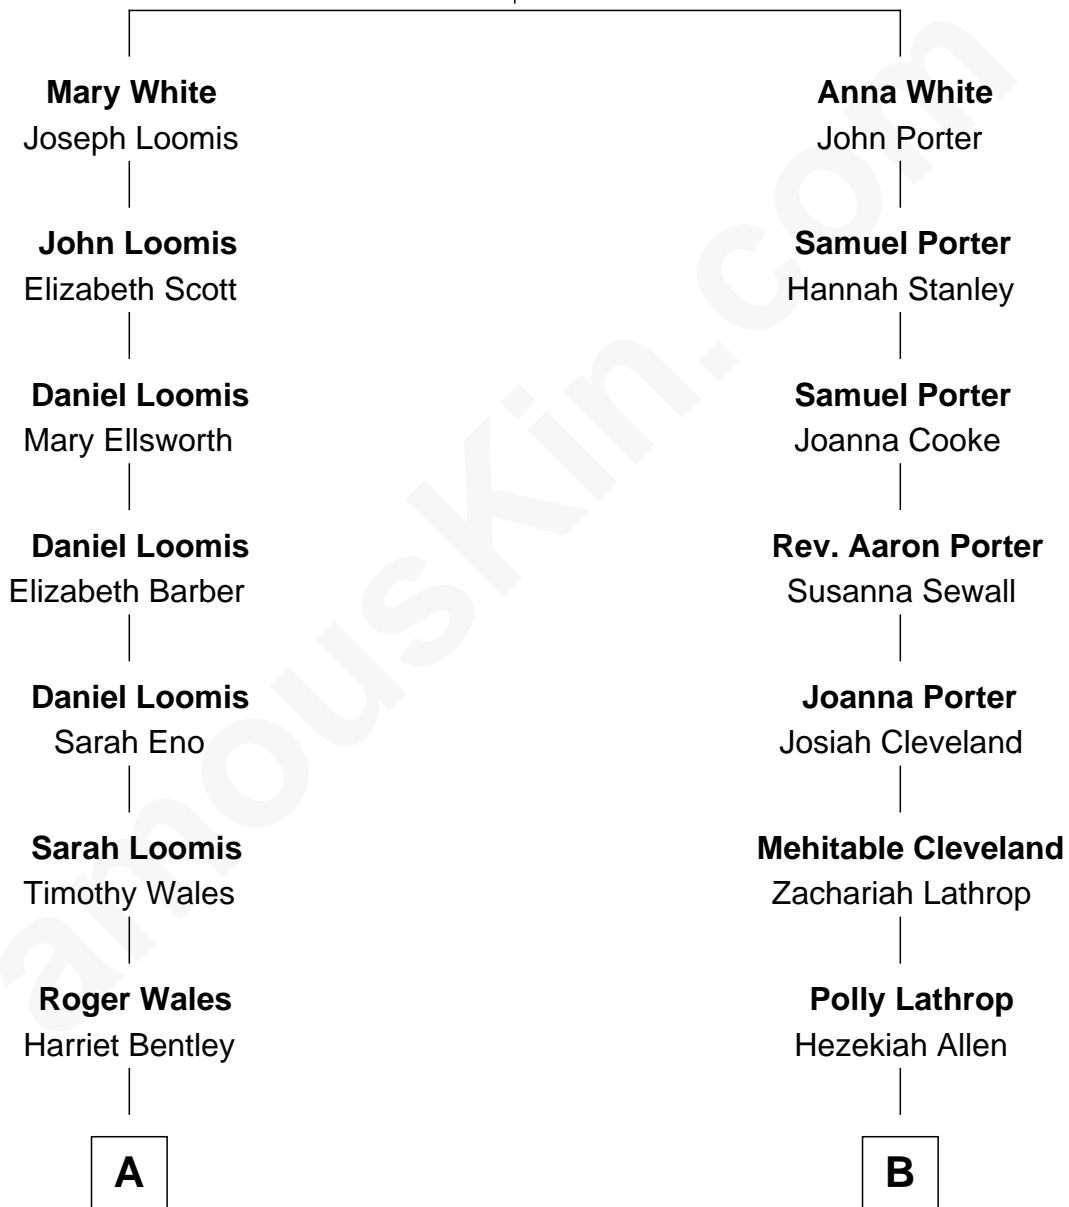 Mary White
Joseph Loomis
Anna White
John Porter
John Loomis
Elizabeth Scott
Samuel Porter
Hannah Stanley
Daniel Loomis
Mary Ellsworth
Samuel Porter
Joanna Cooke
Daniel Loomis
Elizabeth Barber
Rev. Aaron Porter
Susanna Sewall
Daniel Loomis
Sarah Eno
Joanna Porter
Josiah Cleveland
Sarah Loomis
Timothy Wales
Mehitable Cleveland
Zachariah Lathrop
Roger Wales
Harriet Bentley
Polly Lathrop
Hezekiah Allen
A
B
amouskin.com